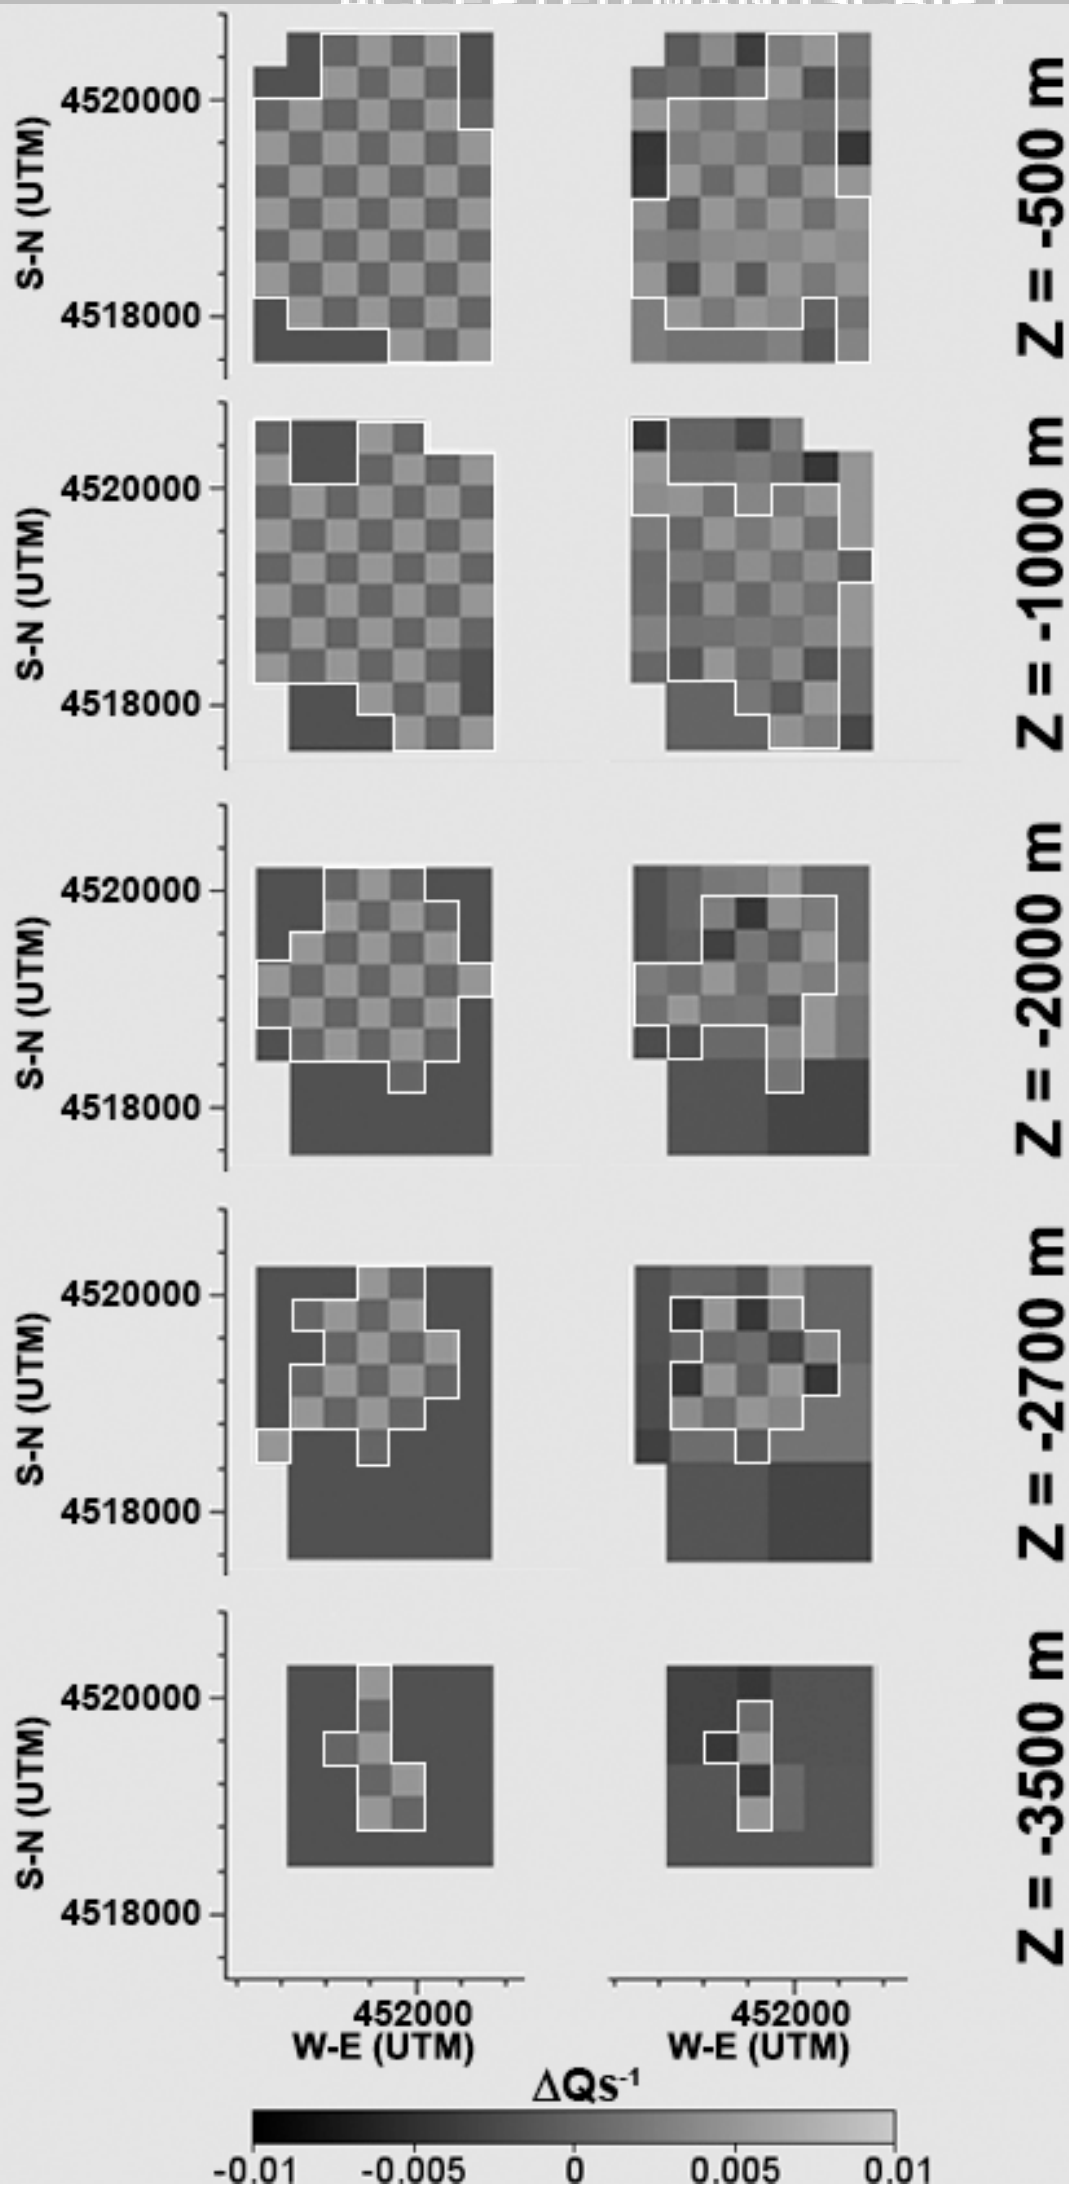 4520000
4518000
S-N (UTM)
Z = -500 m
4520000
4518000
S-N (UTM)
Z = -1000 m
4520000
4518000
S-N (UTM)
Z = -2000 m
4520000
4518000
S-N (UTM)
Z = -2700 m
4520000
4518000
S-N (UTM)
Z = -3500 m
452000 452000
W-E (UTM) W-E (UTM)
ΔQs⁻¹
-0.01 -0.005 0 0.005 0.01